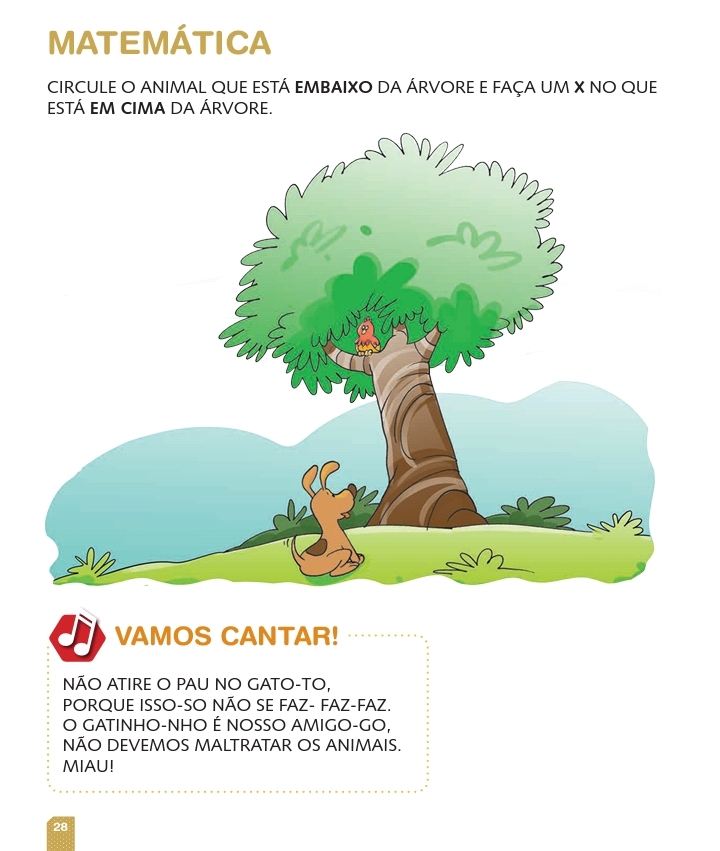 MATEMÁTICA
CIRCULE O ANIMAL QUE ESTÁ EMBAIXO DA ÁRVORE E FAÇA UM X NO QUE
ESTÁ EM CIMA DA ÁRVORE.
VAMOS CANTAR!
NÃO ATIRE O PAU NO GATO-TO,
PORQUE ISSO-SO NÃO SE FAZ- FAZ-FAZ.
O GATINHO-NHO É NOSSO AMIGO-GO,
NÃO DEVEMOS MALTRATAR OS ANIMAIS.
MIAU!
28